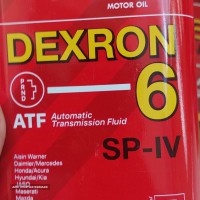 MOTOR OIL
DEXRON
6
PRND
ATF Automatic
Transmission Fluid
SP-IV
Aisin Warner
Daimler/Mercedes
Honda/Acura
Hyundai/Kia
Maserati
Mazda